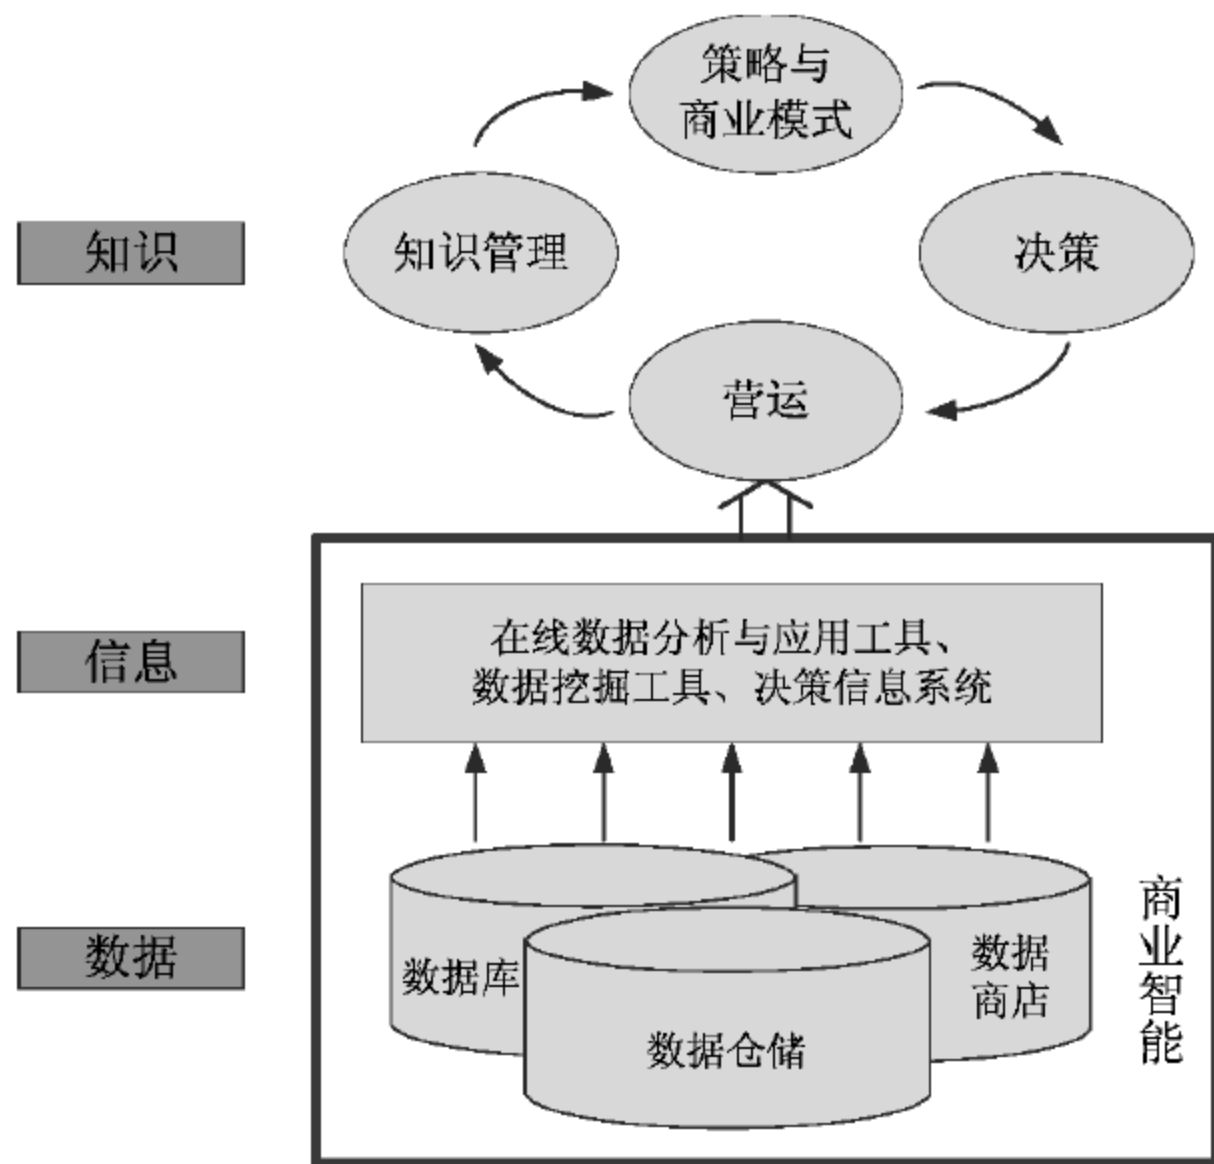 策略与
商业模式
知识
知识管理
决策
营运
信息
在线数据分析与应用工具、
数据挖掘工具、决策信息系统
数据
数据库
数据仓储
数据
商店
商业智能